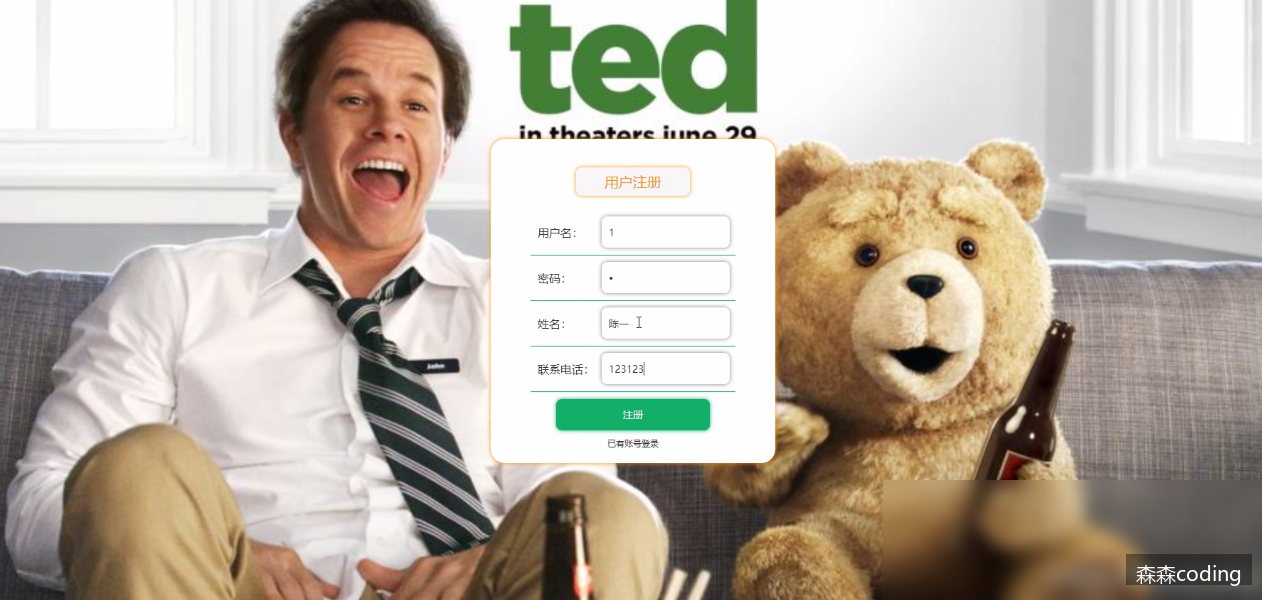 ted
in theaters june 29
用户注册
用户名： 1
密码： •
姓名： 陈一
联系电话： 123123
注册
已有账号登录
John
森森coding